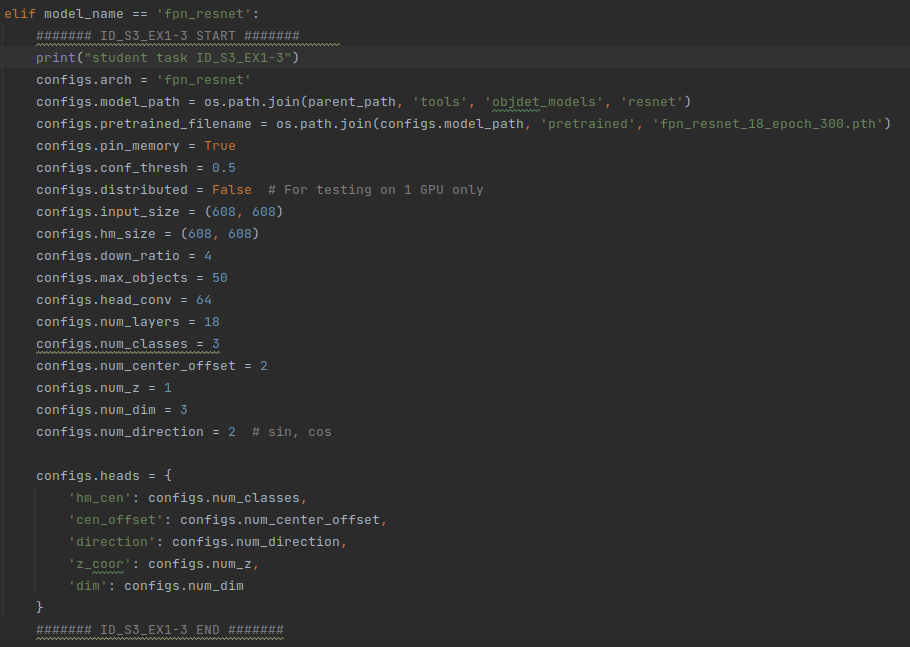 elif model_name == 'fpn_resnet':
    ####### ID_S3_EX1-3 START #######
    print("student task ID_S3_EX1-3")
    configs.arch = 'fpn_resnet'
    configs.model_path = os.path.join(parent_path, 'tools', 'objdet_models', 'resnet')
    configs.pretrained_filename = os.path.join(configs.model_path, 'pretrained', 'fpn_resnet_18_epoch_300.pth')
    configs.pin_memory = True
    configs.conf_thresh = 0.5
    configs.distributed = False  # For testing on 1 GPU only
    configs.input_size = (608, 608)
    configs.hm_size = (608, 608)
    configs.down_ratio = 4
    configs.max_objects = 50
    configs.head_conv = 64
    configs.num_layers = 18
    configs.num_classes = 3
    configs.num_center_offset = 2
    configs.num_z = 1
    configs.num_dim = 3
    configs.num_direction = 2  # sin, cos

    configs.heads = {
        'hm_cen': configs.num_classes,
        'cen_offset': configs.num_center_offset,
        'direction': configs.num_direction,
        'z_coor': configs.num_z,
        'dim': configs.num_dim
    }
    ####### ID_S3_EX1-3 END #######